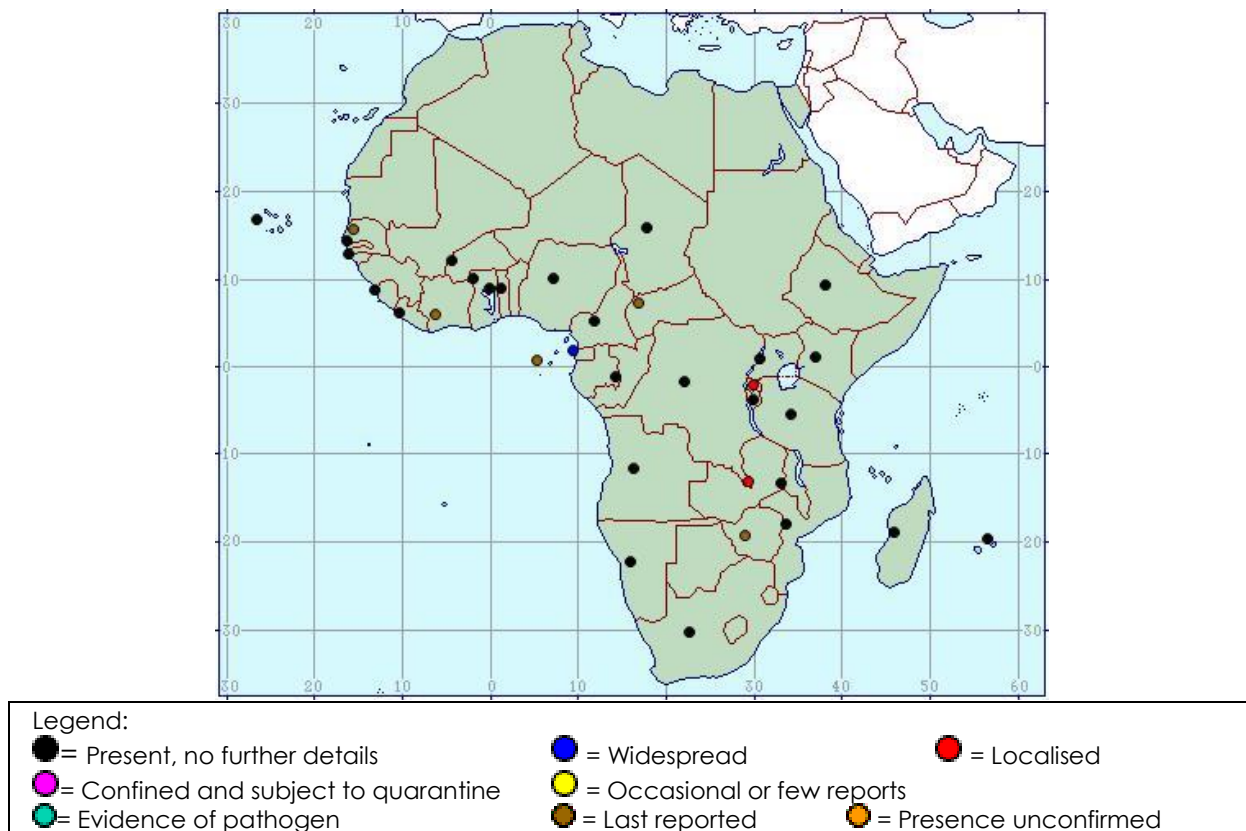 10 20 10 0
30 30
20 20
10 10
0 0
10 10
20 20
30 30
30 20 10 0 10 30 40 50 60
Legend:
= Present, no further details = Widespread = Localised
= Confined and subject to quarantine = Occasional or few reports
= Evidence of pathogen = Last reported = Presence unconfirmed